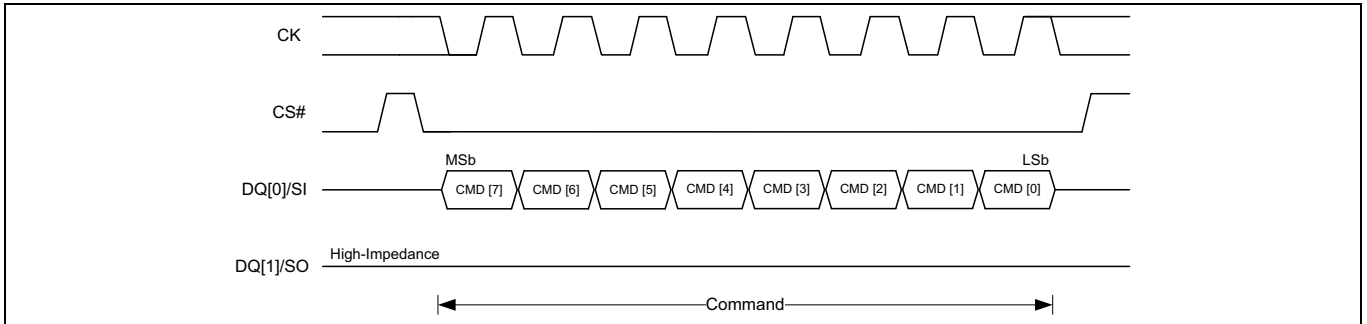 CK
CS#
MSb LSb
DQ[0]/SI CMD [7] CMD [6] CMD [5] CMD [4] CMD [3] CMD [2] CMD [1] CMD [0]
High-Impedance
DQ[1]/SO
Command